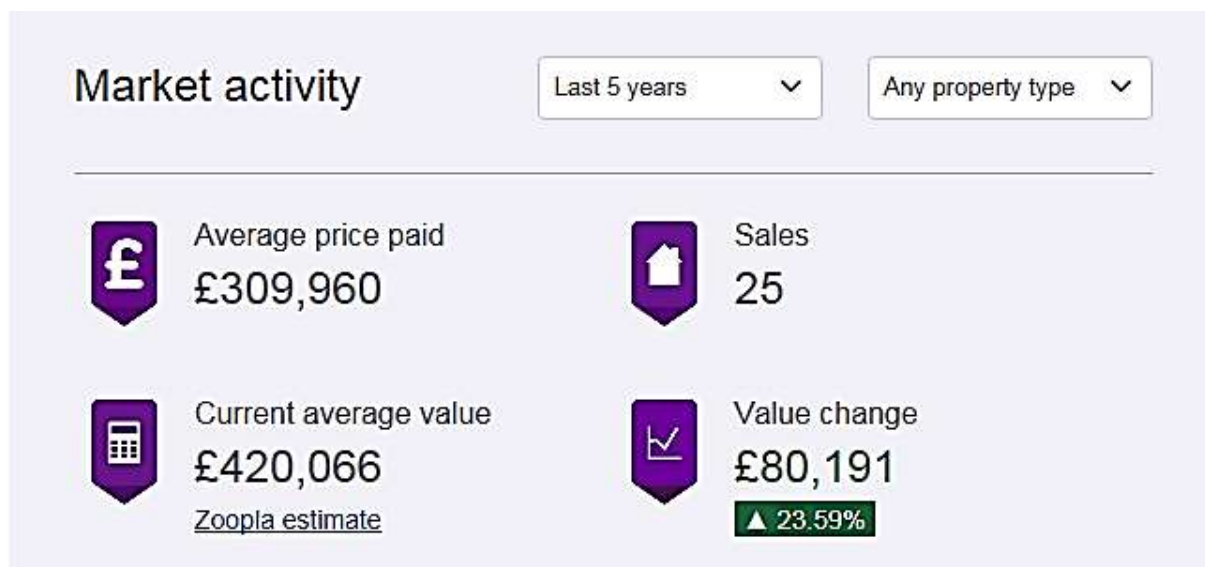 Market activity
Last 5 years
Any property type
£
Average price paid
£309,960
Sales
25
Current average value
£420,066
Zoopla estimate
Value change
£80,191
▲ 23.59%